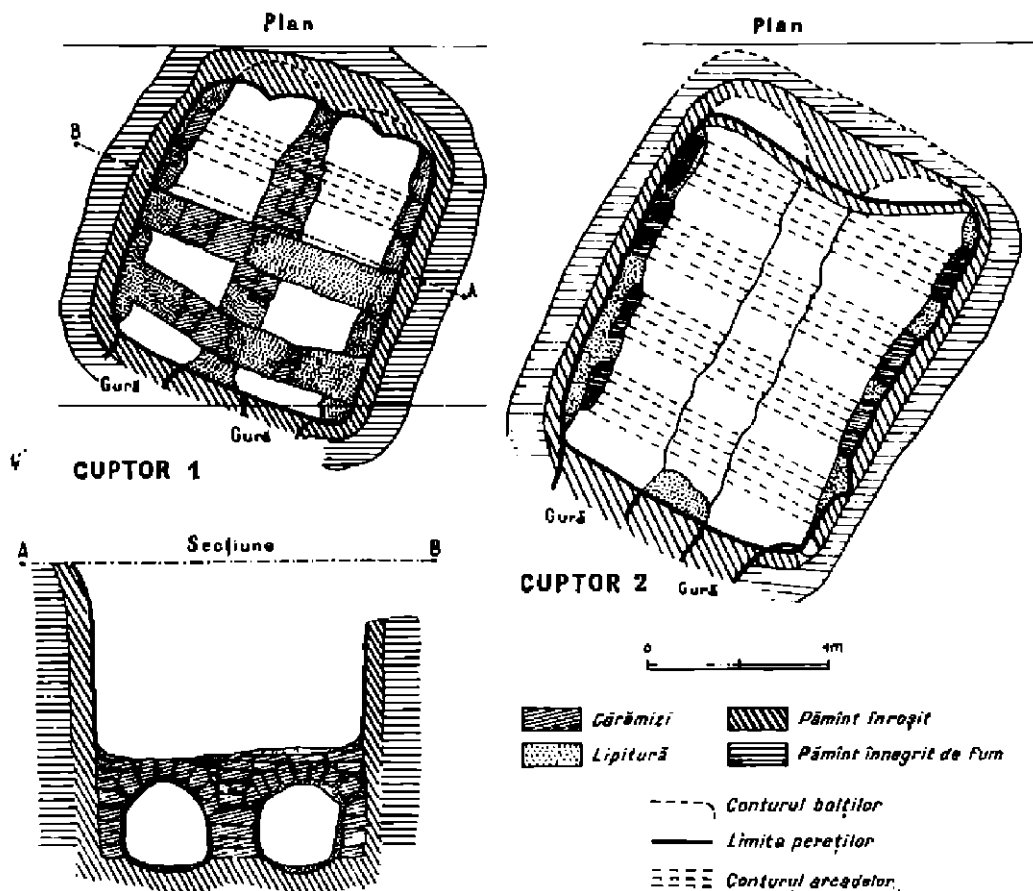 Plan
B
A
Gură
Gură
CUPTOR 1
Plan
Gură
Gură
CUPTOR 2
A Secțiune B
0 4m
Cărămizi
Lipitură
Pămînt înroșit
Pămînt înnegrit de fum
Conturul bolților
Limita pereților
Conturul arcadelor